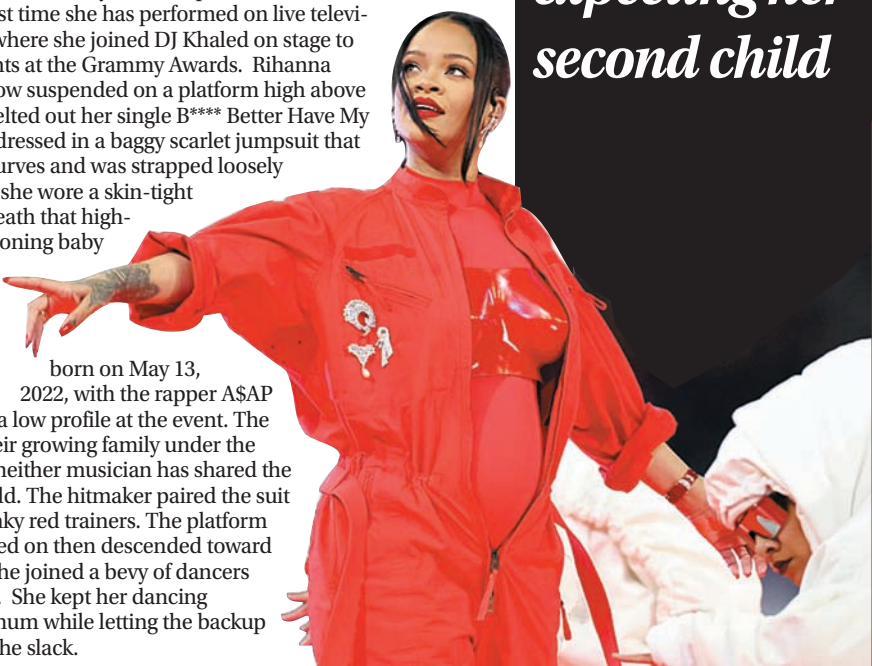 second child
st time she has performed on live televi-
where she joined DJ Khaled on stage to
nts at the Grammy Awards. Rihanna
ow suspended on a platform high above
elted out her single B**** Better Have My
dressed in a baggy scarlet jumpsuit that
urves and was strapped loosely
she wore a skin-tight
eath that high-
oning baby
born on May 13,
2022, with the rapper A$AP
a low profile at the event. The
eir growing family under the
neither musician has shared the
ld. The hitmaker paired the suit
nky red trainers. The platform
ed on then descended toward
he joined a bevy of dancers
. She kept her dancing
num while letting the backup
he slack.